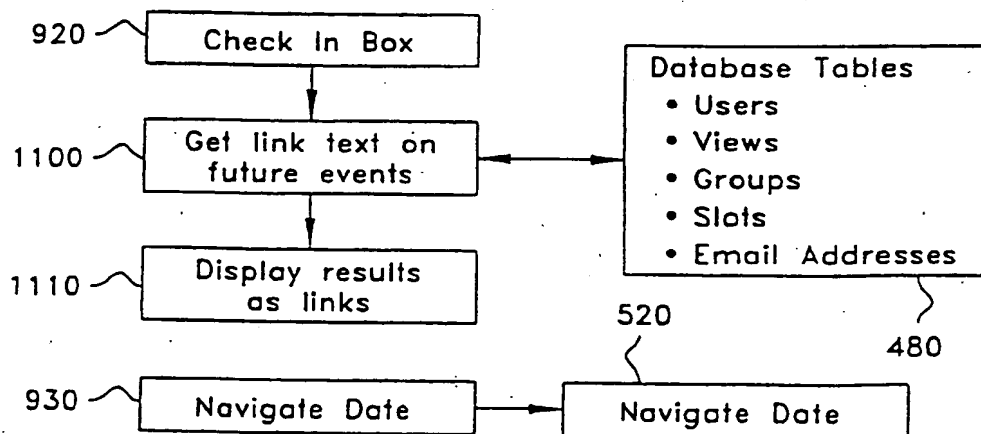 920
Check In Box
1100
Get link text on
future events
1110
Display results
as links
Database Tables
• Users
• Views
• Groups
• Slots
• Email Addresses
480
520
930
Navigate Date
Navigate Date